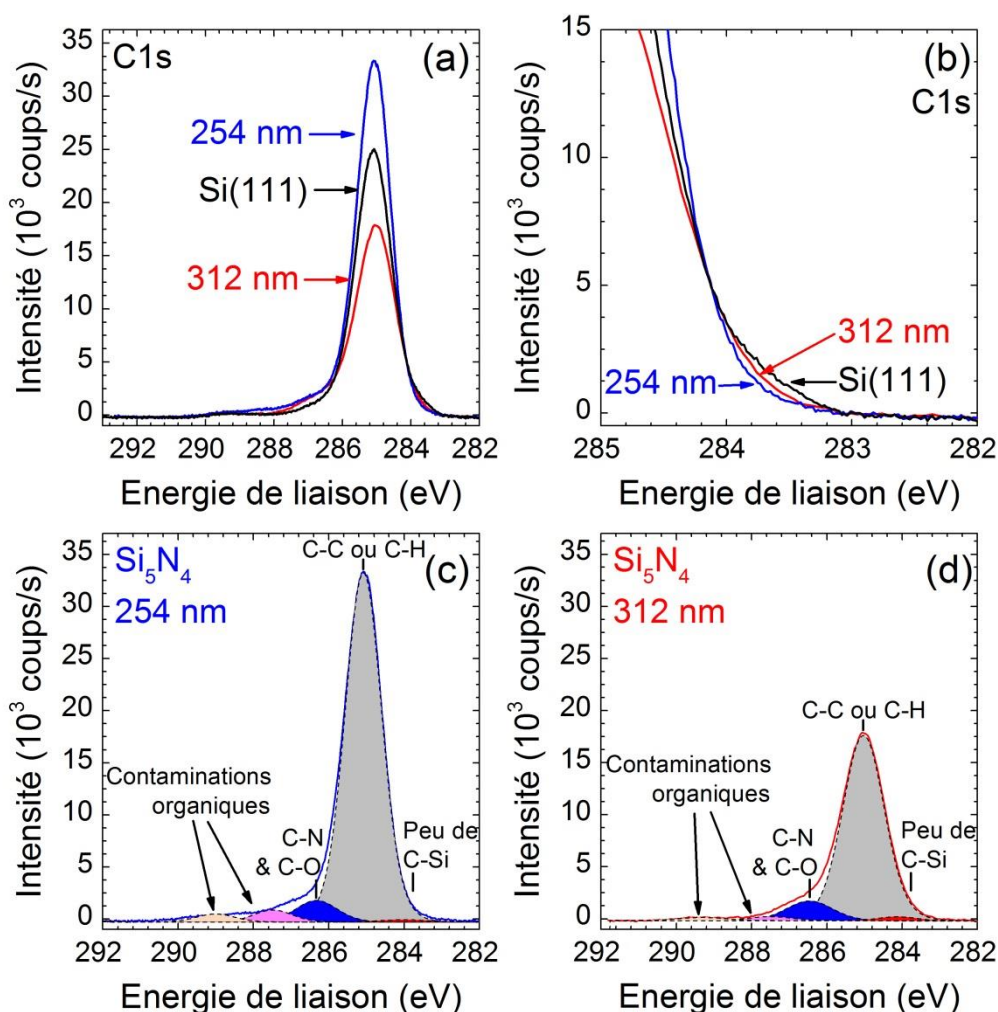 C1s
(a)
254 nm
Si(111)
312 nm
Intensité (10³ coups/s)
35
30
25
20
15
10
5
0
292 290 288 286 284 282
Energie de liaison (eV)
(b)
C1s
312 nm
254 nm
Si(111)
Intensité (10³ coups/s)
15
10
5
0
285 284 283 282
Energie de liaison (eV)
Si₅N₄
254 nm
(c)
C-C ou C-H
Contaminations
organiques
C-N
& C-O
Peu de
C-Si
Intensité (10³ coups/s)
35
30
25
20
15
10
5
0
292 290 288 286 284 282
Energie de liaison (eV)
Si₅N₄
312 nm
(d)
C-C ou C-H
Contaminations
organiques
C-N
& C-O
Peu de
C-Si
Intensité (10³ coups/s)
35
30
25
20
15
10
5
0
292 290 288 286 284 282
Energie de liaison (eV)